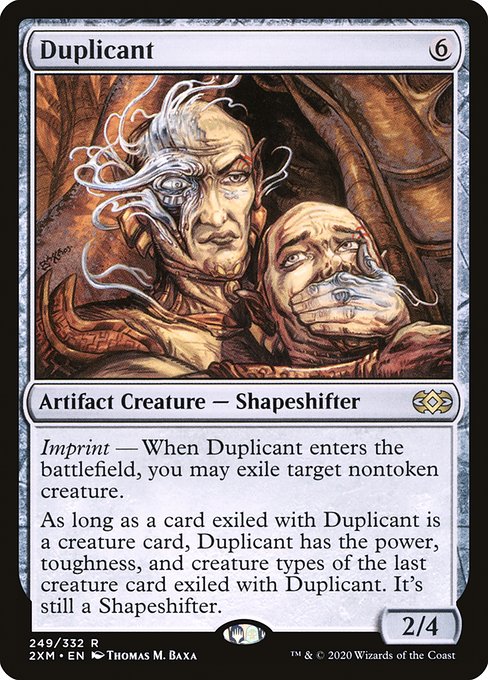 Duplicant 6
Artifact Creature — Shapeshifter
Imprint — When Duplicant enters the
battlefield, you may exile target nontoken
creature.
As long as a card exiled with Duplicant is
a creature card, Duplicant has the power,
toughness, and creature types of the last
creature card exiled with Duplicant. It's
still a Shapeshifter.
2/4
249/332 R
2XM • EN Thomas M. Baxa
™ & © 2020 Wizards of the Coast